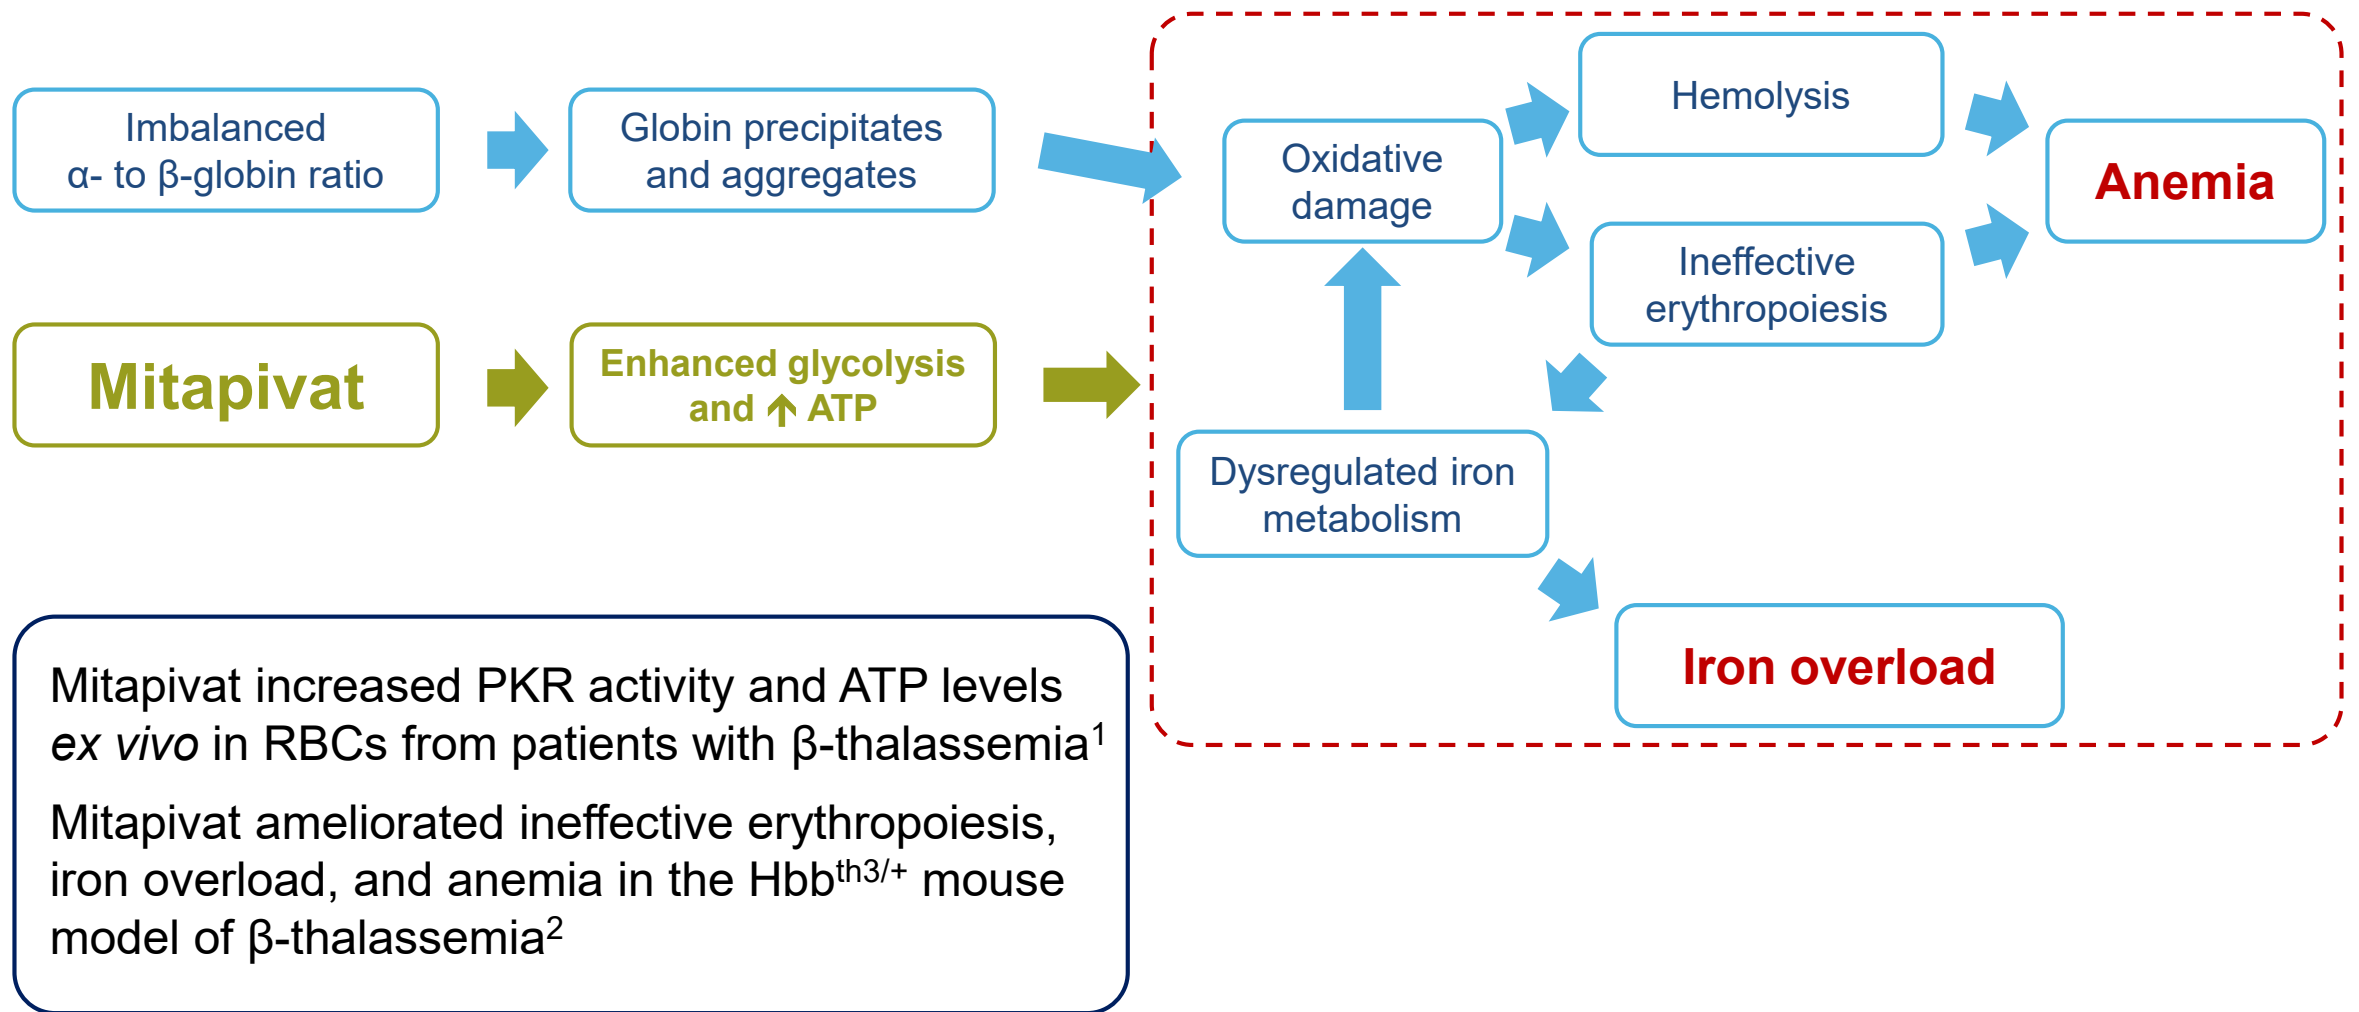 Imbalanced
α- to β-globin ratio
Globin precipitates
and aggregates
Oxidative
damage
Hemolysis
Anemia
Ineffective
erythropoiesis
Mitapivat
Enhanced glycolysis
and ↑ ATP
Dysregulated iron
metabolism
Iron overload
Mitapivat increased PKR activity and ATP levels
ex vivo in RBCs from patients with β-thalassemia¹
Mitapivat ameliorated ineffective erythropoiesis,
iron overload, and anemia in the Hbbth3/+ mouse
model of β-thalassemia²